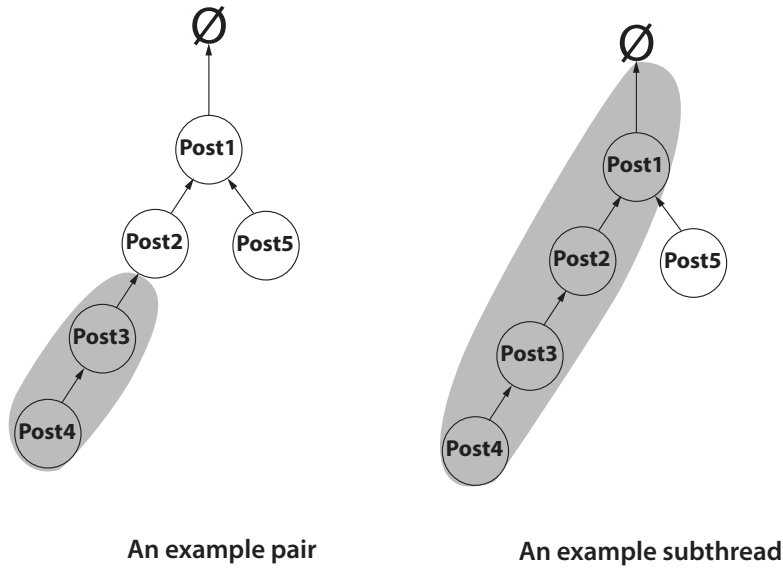 Ø
Post1
Post2
Post5
Post3
Post4
An example pair
Ø
Post1
Post2
Post5
Post3
Post4
An example subthread